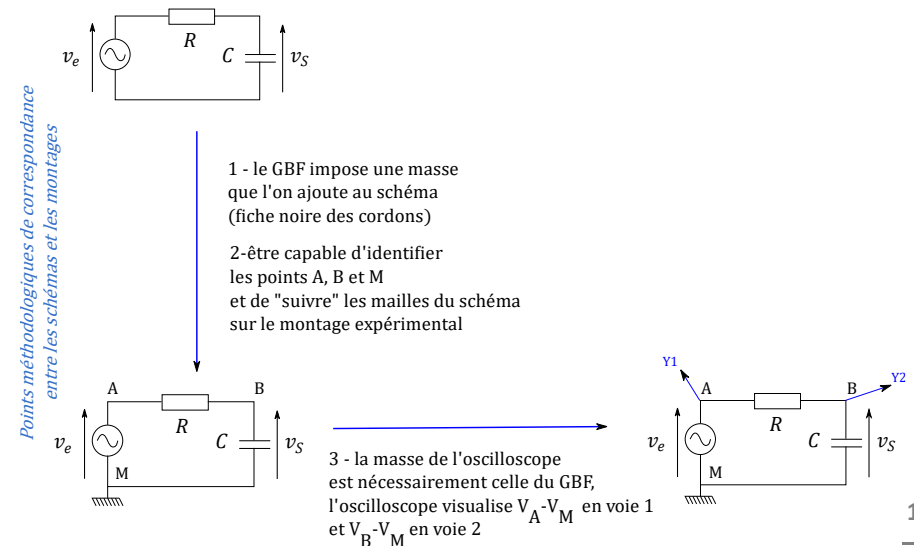 Points méthodologiques de correspondance
entre les schémas et les montages
R
v_e
C
v_S
1 - le GBF impose une masse
que l'on ajoute au schéma
(fiche noire des cordons)
2-être capable d'identifier
les points A, B et M
et de "suivre" les mailles du schéma
sur le montage expérimental
A
B
R
v_e
C
v_S
M
3 - la masse de l'oscilloscope
est nécessairement celle du GBF,
l'oscilloscope visualise V_A-V_M en voie 1
et V_B-V_M en voie 2
Y1
A
B
Y2
R
v_e
C
v_S
M
1